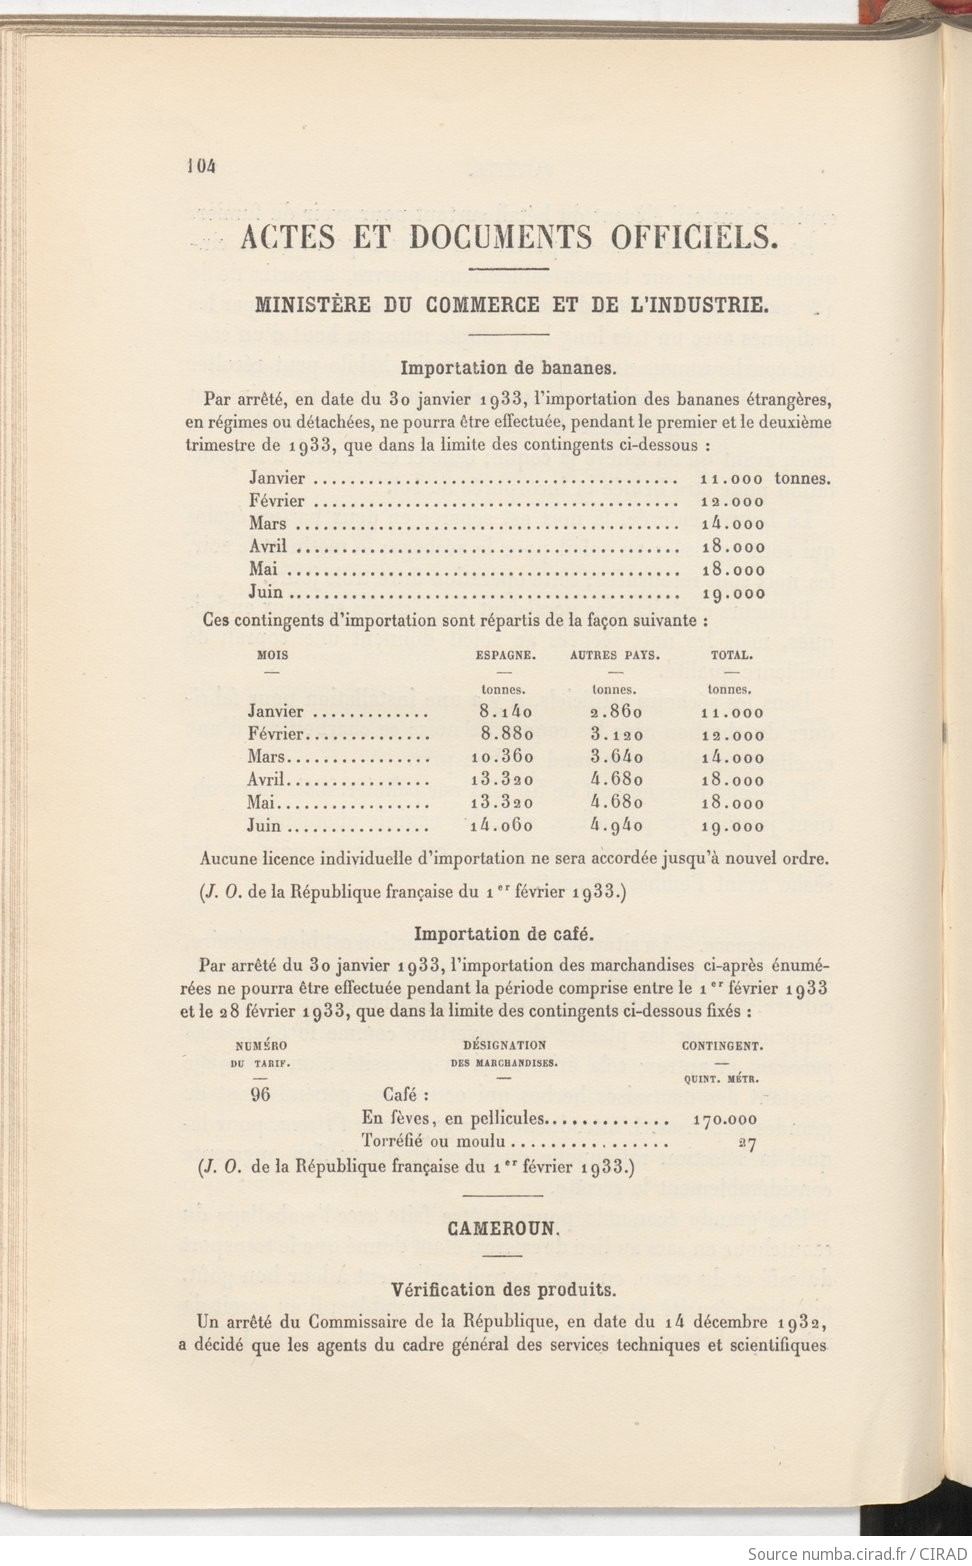 104
ACTES ET DOCUMENTS OFFICIELS.
MINISTÈRE DU COMMERCE ET DE L'INDUSTRIE.
Importation de bananes.
Par arrêté, en date du 30 janvier 1933, l'importation des bananes étrangères,
en régimes ou détachées, ne pourra être effectuée, pendant le premier et le deuxième
trimestre de 1933, que dans la limite des contingents ci-dessous :
Janvier ........................................ 11.000 tonnes.
Février ........................................ 12.000
Mars ........................................ 14.000
Avril ........................................ 18.000
Mai ........................................ 18.000
Juin ........................................ 19.000
Ces contingents d'importation sont répartis de la façon suivante :
MOIS ESPAGNE. AUTRES PAYS. TOTAL.
tonnes. tonnes. tonnes.
Janvier ............. 8.140 2.860 11.000
Février.............. 8.880 3.120 12.000
Mars................ 10.360 3.640 14.000
Avril................ 13.320 4.680 18.000
Mai................. 13.320 4.680 18.000
Juin ................ 14.060 4.940 19.000
Aucune licence individuelle d'importation ne sera accordée jusqu'à nouvel ordre.
(J. O. de la République française du 1er février 1933.)
Importation de café.
Par arrêté du 30 janvier 1933, l'importation des marchandises ci-après énumé-
rées ne pourra être effectuée pendant la période comprise entre le 1er février 1933
et le 28 février 1933, que dans la limite des contingents ci-dessous fixés :
NUMÉRO DÉSIGNATION CONTINGENT.
DU TARIF. DES MARCHANDISES.
QUINT. MÉTR.
96 Café :
En fèves, en pellicules............. 170.000
Torréfié ou moulu ................ 27
(J. O. de la République française du 1er février 1933.)
CAMEROUN.
Vérification des produits.
Un arrêté du Commissaire de la République, en date du 14 décembre 1932,
a décidé que les agents du cadre général des services techniques et scientifiques
Source numba.cirad.fr / CIRAD